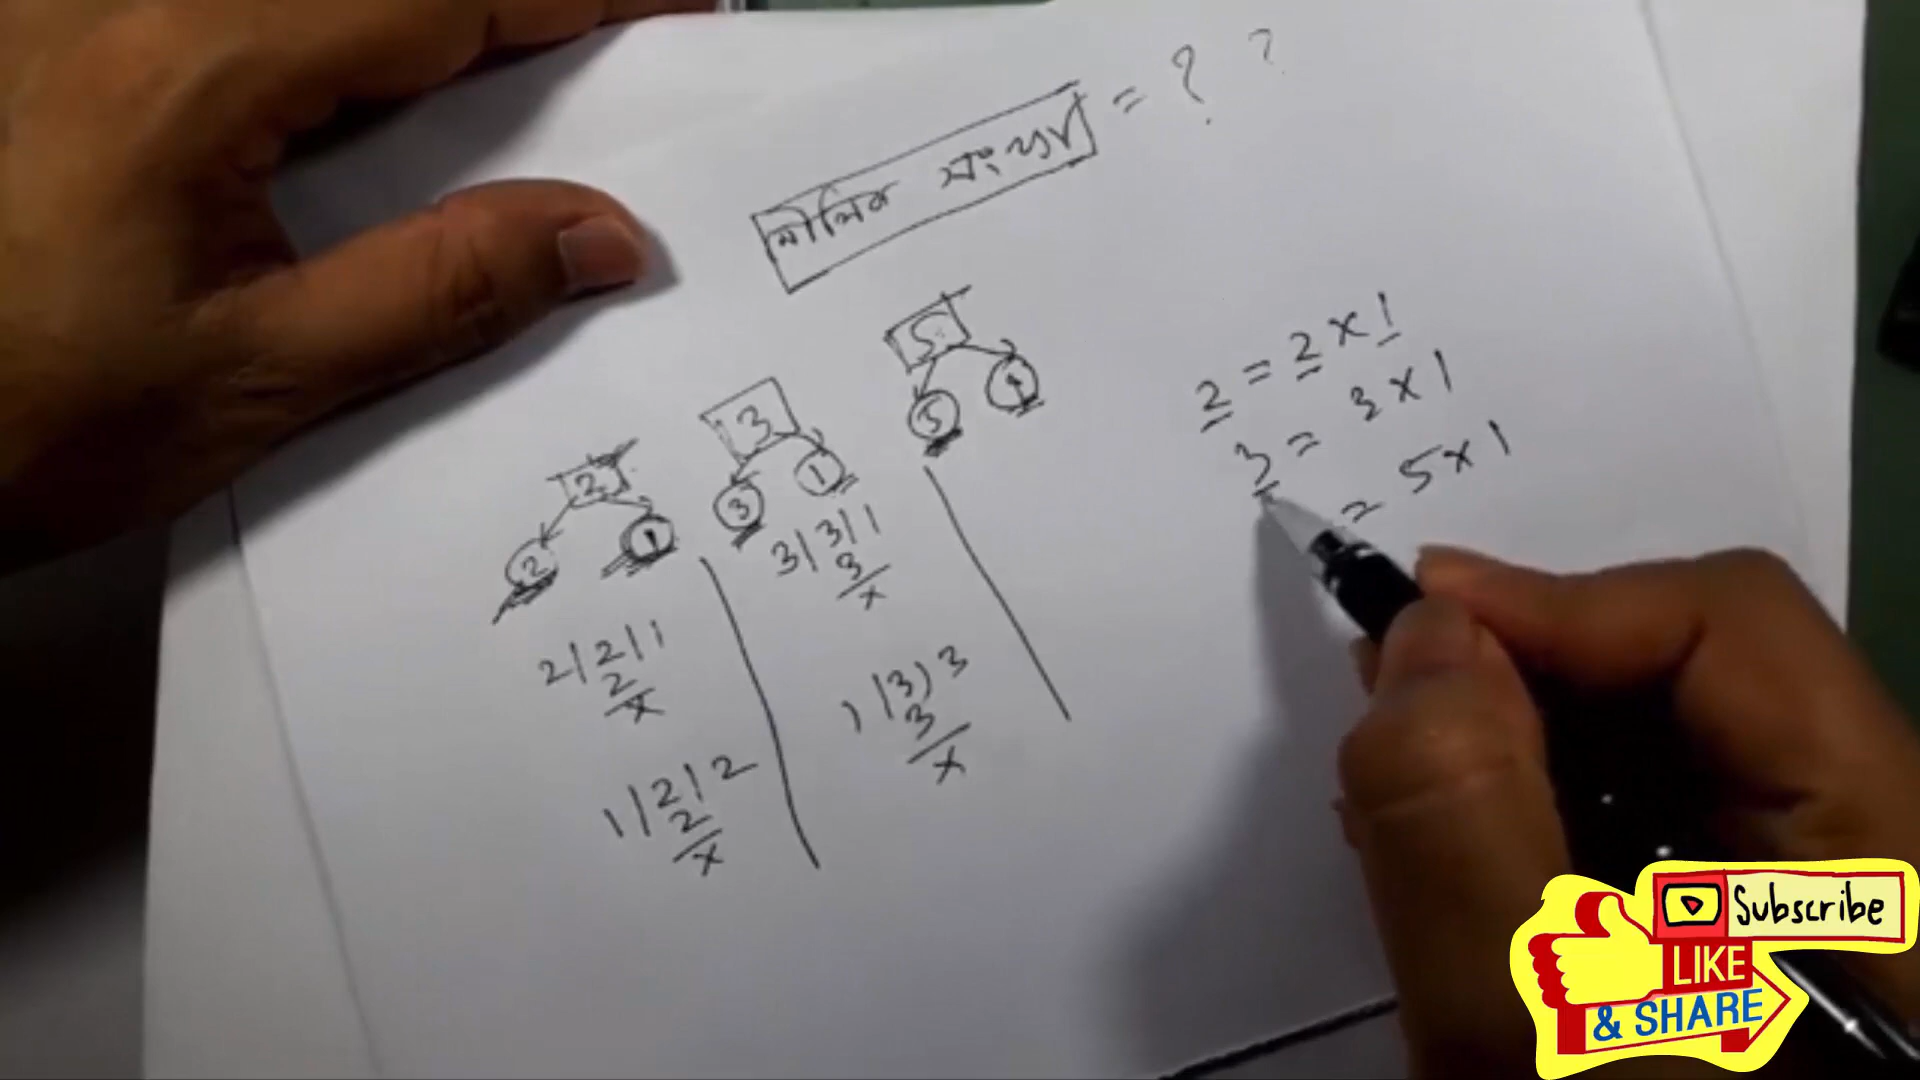 মৌলিক সংখ্যা = ? ?
5
5 1
3
3 1
2
2 1
2 = 2 x 1
3 = 3 x 1
= 5 x 1
3 | 3 | 1
3
x
2 | 2 | 1
2
x
1 | 3 ) 3
3
x
1 | 2 | 2
2
x
Subscribe
LIKE
& SHARE